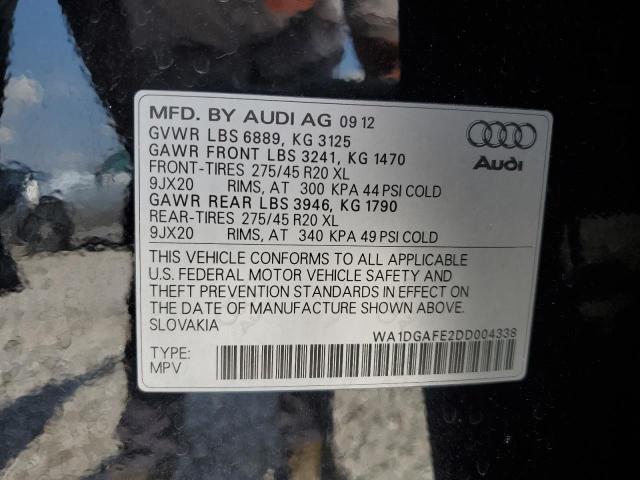 MFD. BY AUDI AG 09 12
GVWR LBS 6889, KG 3125
GAWR FRONT LBS 3241, KG 1470
FRONT-TIRES 275/45 R20 XL
9JX20 RIMS, AT 300 KPA 44 PSI COLD
GAWR REAR LBS 3946, KG 1790
REAR-TIRES 275/45 R20 XL
9JX20 RIMS, AT 340 KPA 49 PSI COLD
Audi
THIS VEHICLE CONFORMS TO ALL APPLICABLE
U.S. FEDERAL MOTOR VEHICLE SAFETY AND
THEFT PREVENTION STANDARDS IN EFFECT ON
THE DATE OF MANUFACTURE SHOWN ABOVE.
SLOVAKIA
WA1DGAFE2DD004338
TYPE:
MPV